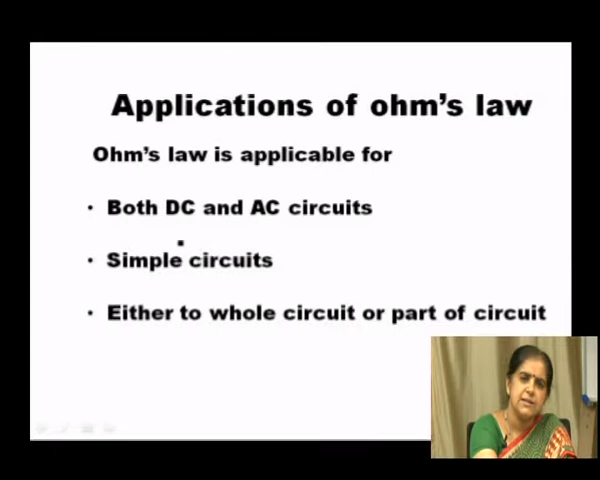 Applications of ohm's law
Ohm's law is applicable for
• Both DC and AC circuits
• Simple circuits
• Either to whole circuit or part of circuit